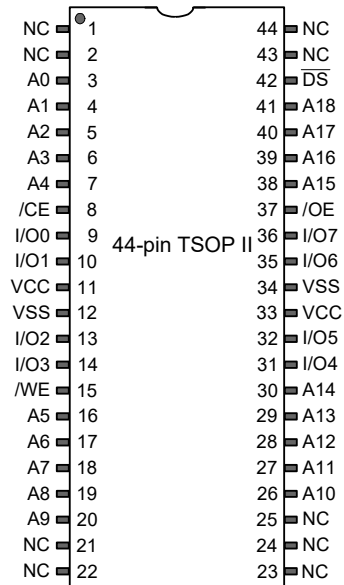 NC 1 44 NC
NC 2 43 NC
A0 3 42 D̅S̅
A1 4 41 A18
A2 5 40 A17
A3 6 39 A16
A4 7 38 A15
/CE 8 37 /OE
I/O0 9 44-pin TSOP II 36 I/O7
I/O1 10 35 I/O6
VCC 11 34 VSS
VSS 12 33 VCC
I/O2 13 32 I/O5
I/O3 14 31 I/O4
/WE 15 30 A14
A5 16 29 A13
A6 17 28 A12
A7 18 27 A11
A8 19 26 A10
A9 20 25 NC
NC 21 24 NC
NC 22 23 NC